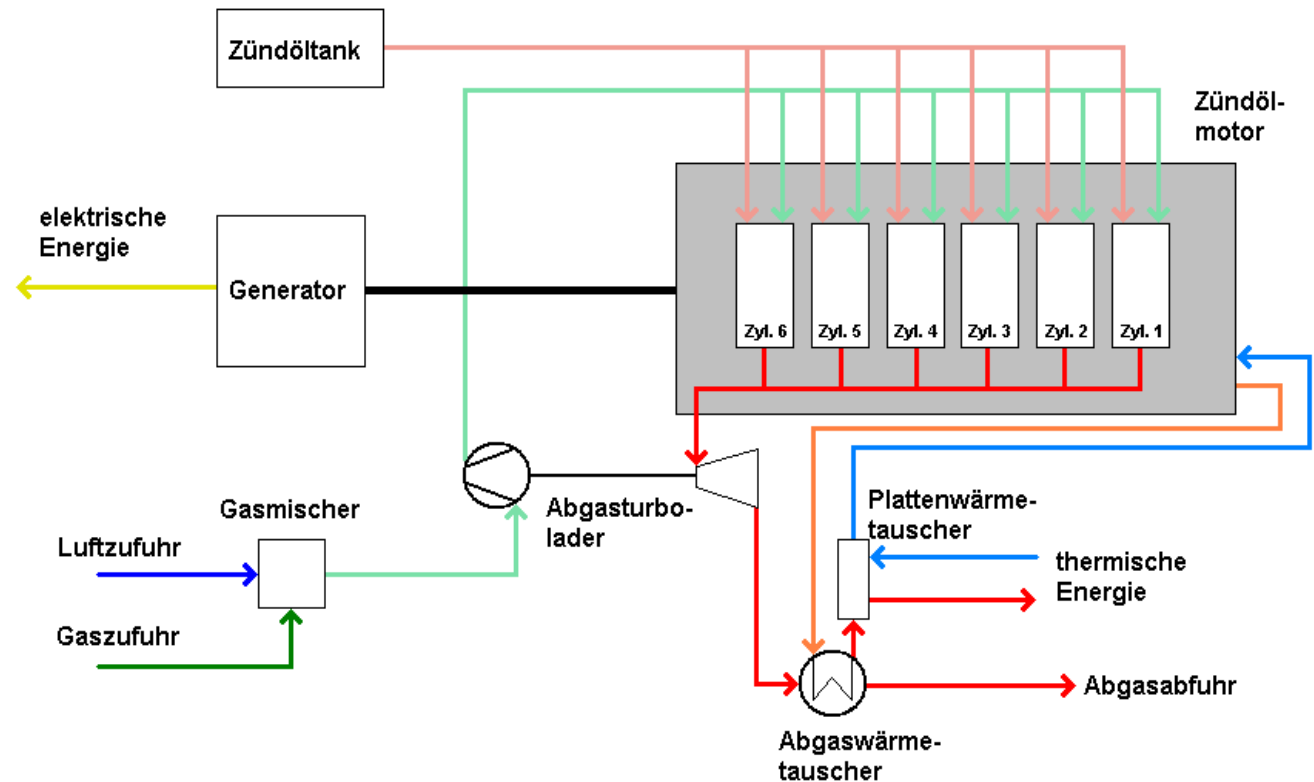 Zündöltank
Zündöl-
motor
elektrische
Energie
Generator
Zyl. 6
Zyl. 5
Zyl. 4
Zyl. 3
Zyl. 2
Zyl. 1
Gasmischer
Abgasturbo-
lader
Plattenwärme-
tauscher
Luftzufuhr
thermische
Energie
Gaszufuhr
Abgasabfuhr
Abgaswärme-
tauscher